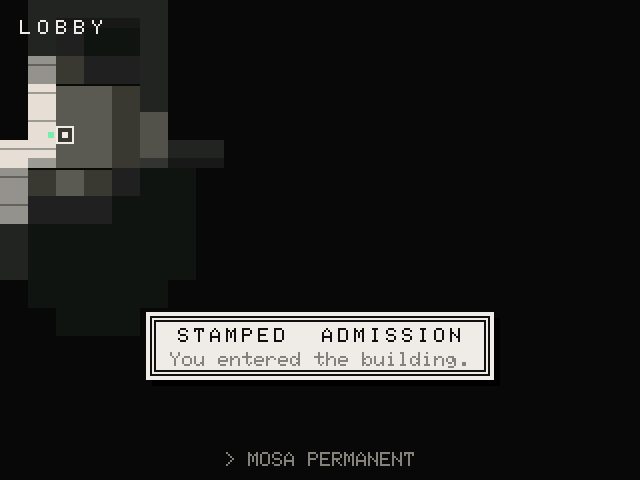 LOBBY
STAMPED ADMISSION
You entered the building.
> MOSA PERMANENT